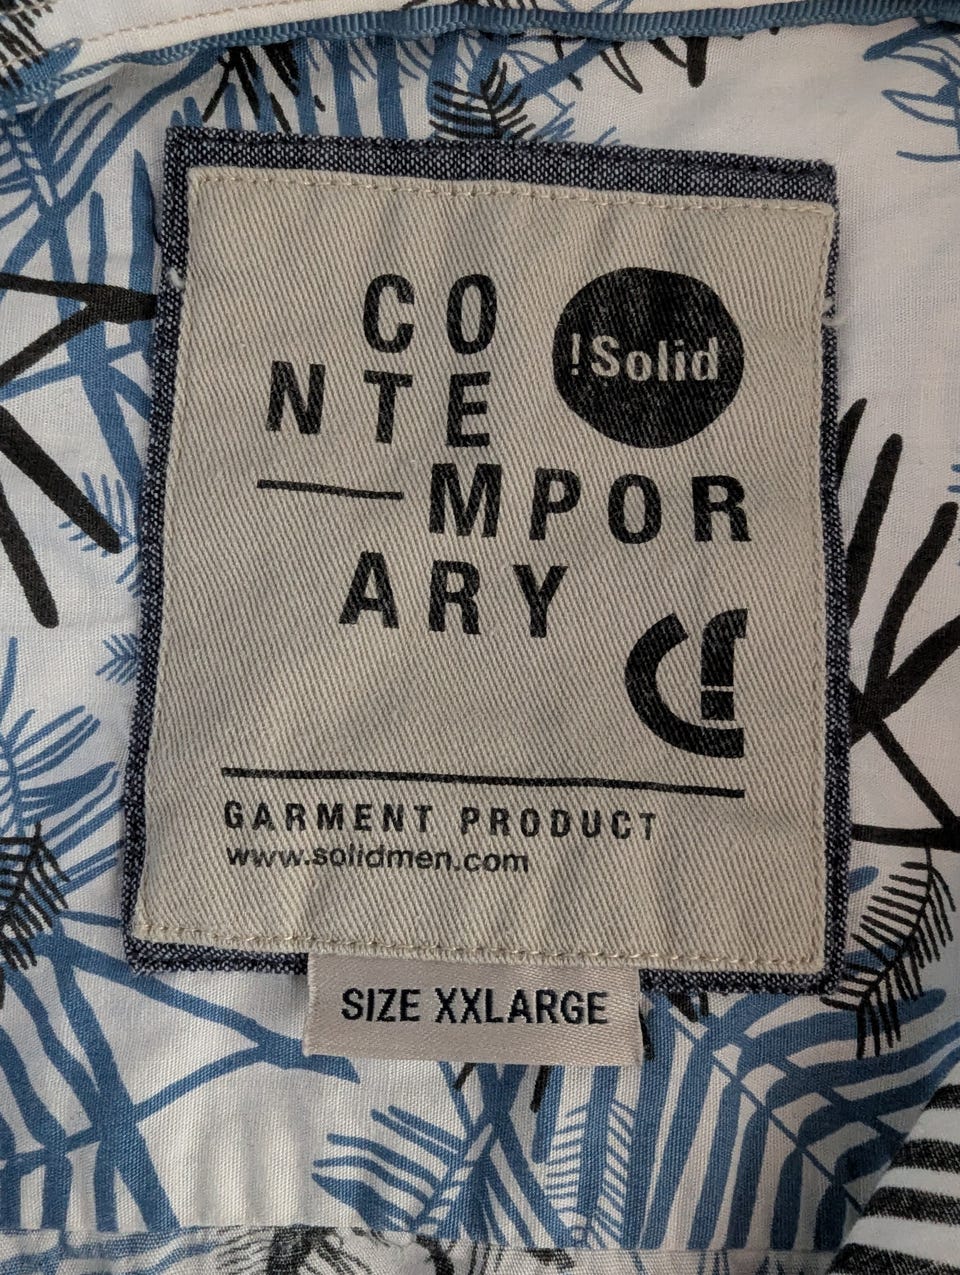 CO
!Solid
NTE
MPOR
ARY
GARMENT PRODUCT
www.solidmen.com
SIZE XXLARGE